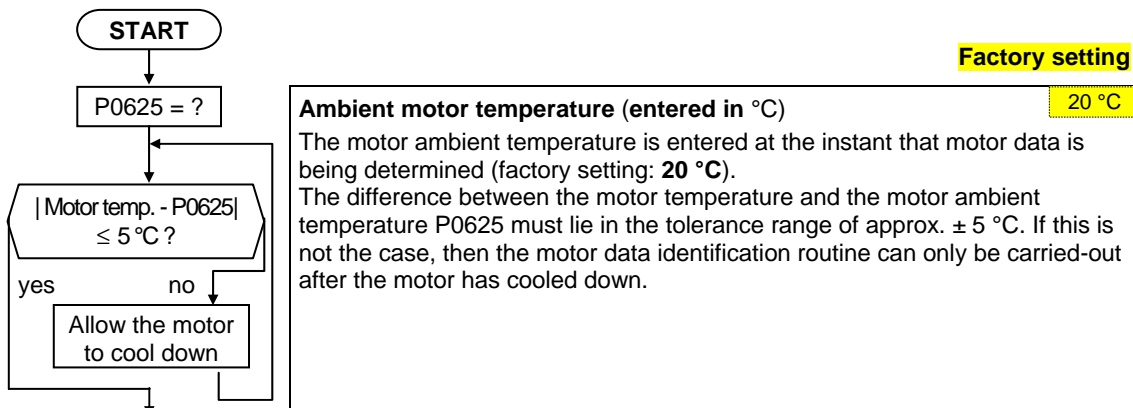 START
Factory setting
P0625 = ?
Ambient motor temperature (entered in °C)
20 °C
The motor ambient temperature is entered at the instant that motor data is
being determined (factory setting: 20 °C).
The difference between the motor temperature and the motor ambient
temperature P0625 must lie in the tolerance range of approx. ± 5 °C. If this is
not the case, then the motor data identification routine can only be carried-out
after the motor has cooled down.
| Motor temp. - P0625|
≤ 5 °C ?
yes no
Allow the motor
to cool down